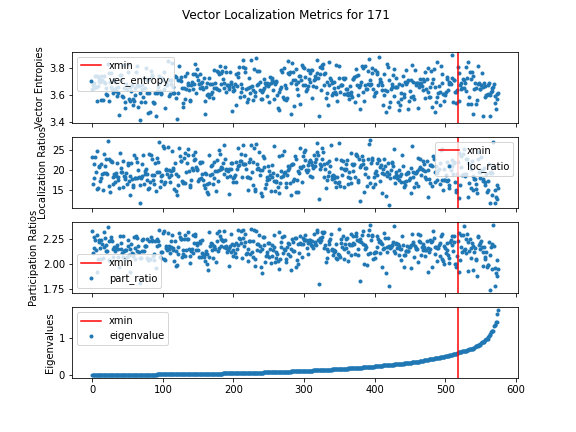 Vector Localization Metrics for 171
Vector Entropies
3.8
3.6
3.4
xmin
vec_entropy
Localization Ratios
25
20
15
xmin
loc_ratio
Participation Ratios
2.25
2.00
1.75
xmin
part_ratio
Eigenvalues
1
0
xmin
eigenvalue
0 100 200 300 400 500 600